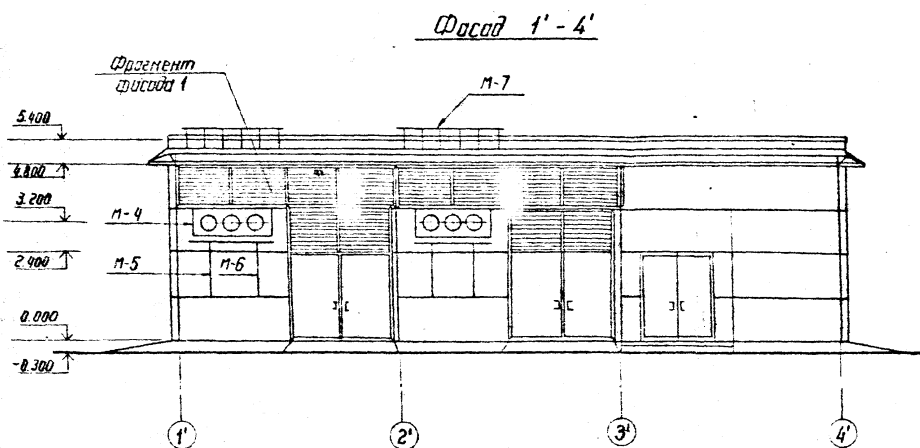 Фасад 1' - 4'
Фрагмент
фасада 1
М-7
5.400
4.800
3.200
М-4
2.400
М-5
М-6
0.000
-0.300
1'
2'
3'
4'